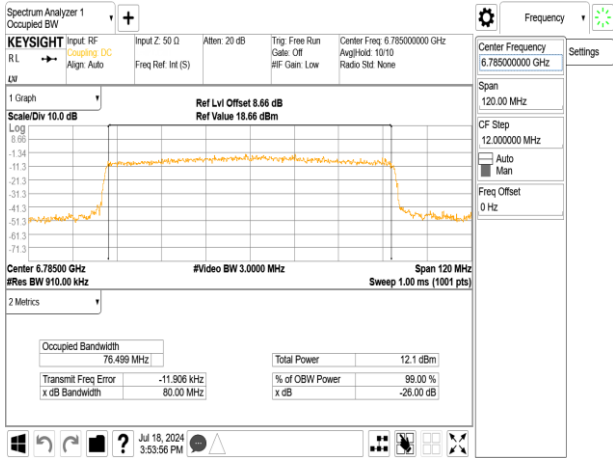 Spectrum Analyzer 1
Occupied BW
+
Frequency
KEYSIGHT
RL
LXI
Input: RF
Coupling: DC
Align: Auto
Input Z: 50 Ω
Freq Ref: Int (S)
Atten: 20 dB
Trig: Free Run
Gate: Off
#IF Gain: Low
Center Freq: 6.785000000 GHz
Avg|Hold: 10/10
Radio Std: None
Center Frequency
6.785000000 GHz
Settings
Span
120.00 MHz
CF Step
12.000000 MHz
Auto
Man
Freq Offset
0 Hz
1 Graph
Scale/Div 10.0 dB
Ref Lvl Offset 8.66 dB
Ref Value 18.66 dBm
Log
8.66
-1.34
-11.3
-21.3
-31.3
-41.3
-51.3
-61.3
-71.3
Center 6.78500 GHz
#Video BW 3.0000 MHz
Span 120 MHz
#Res BW 910.00 kHz
Sweep 1.00 ms (1001 pts)
2 Metrics
Occupied Bandwidth
76.499 MHz
Total Power 12.1 dBm
Transmit Freq Error -11.906 kHz
% of OBW Power 99.00 %
x dB Bandwidth 80.00 MHz
x dB -26.00 dB
?
Jul 18, 2024
3:53:56 PM